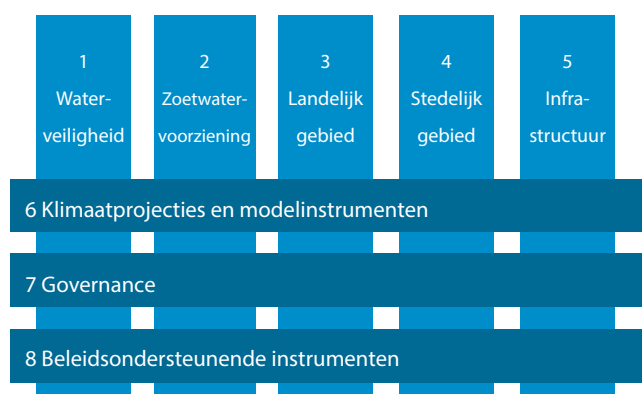 1
Water-
veiligheid
2
Zoetwater-
voorziening
3
Landelijk
gebied
4
Stedelijk
gebied
5
Infra-
structuur
6 Klimaatprojecties en modelinstrumenten
7 Governance
8 Beleidsondersteunende instrumenten